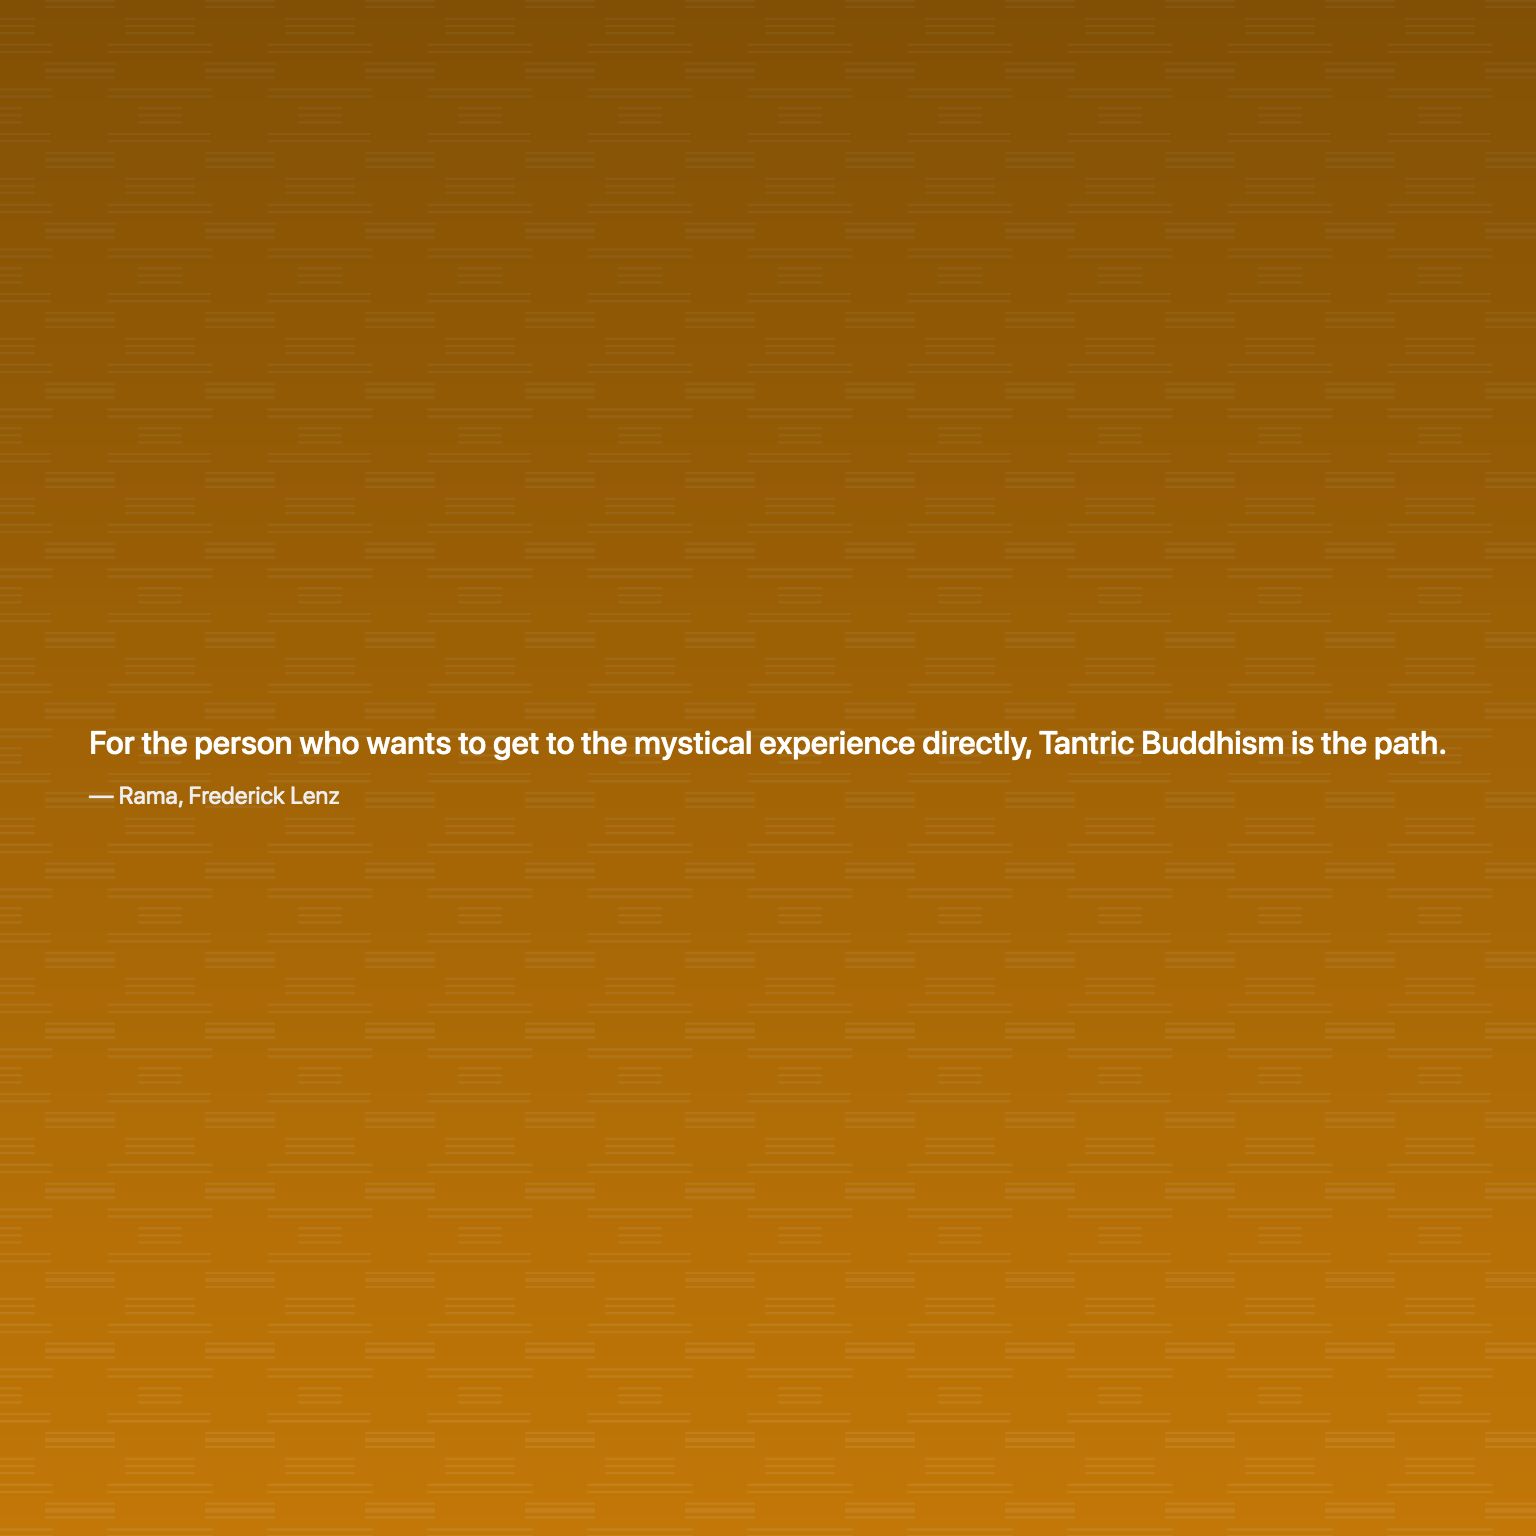 For the person who wants to get to the mystical experience directly, Tantric Buddhism is the path.
— Rama, Frederick Lenz